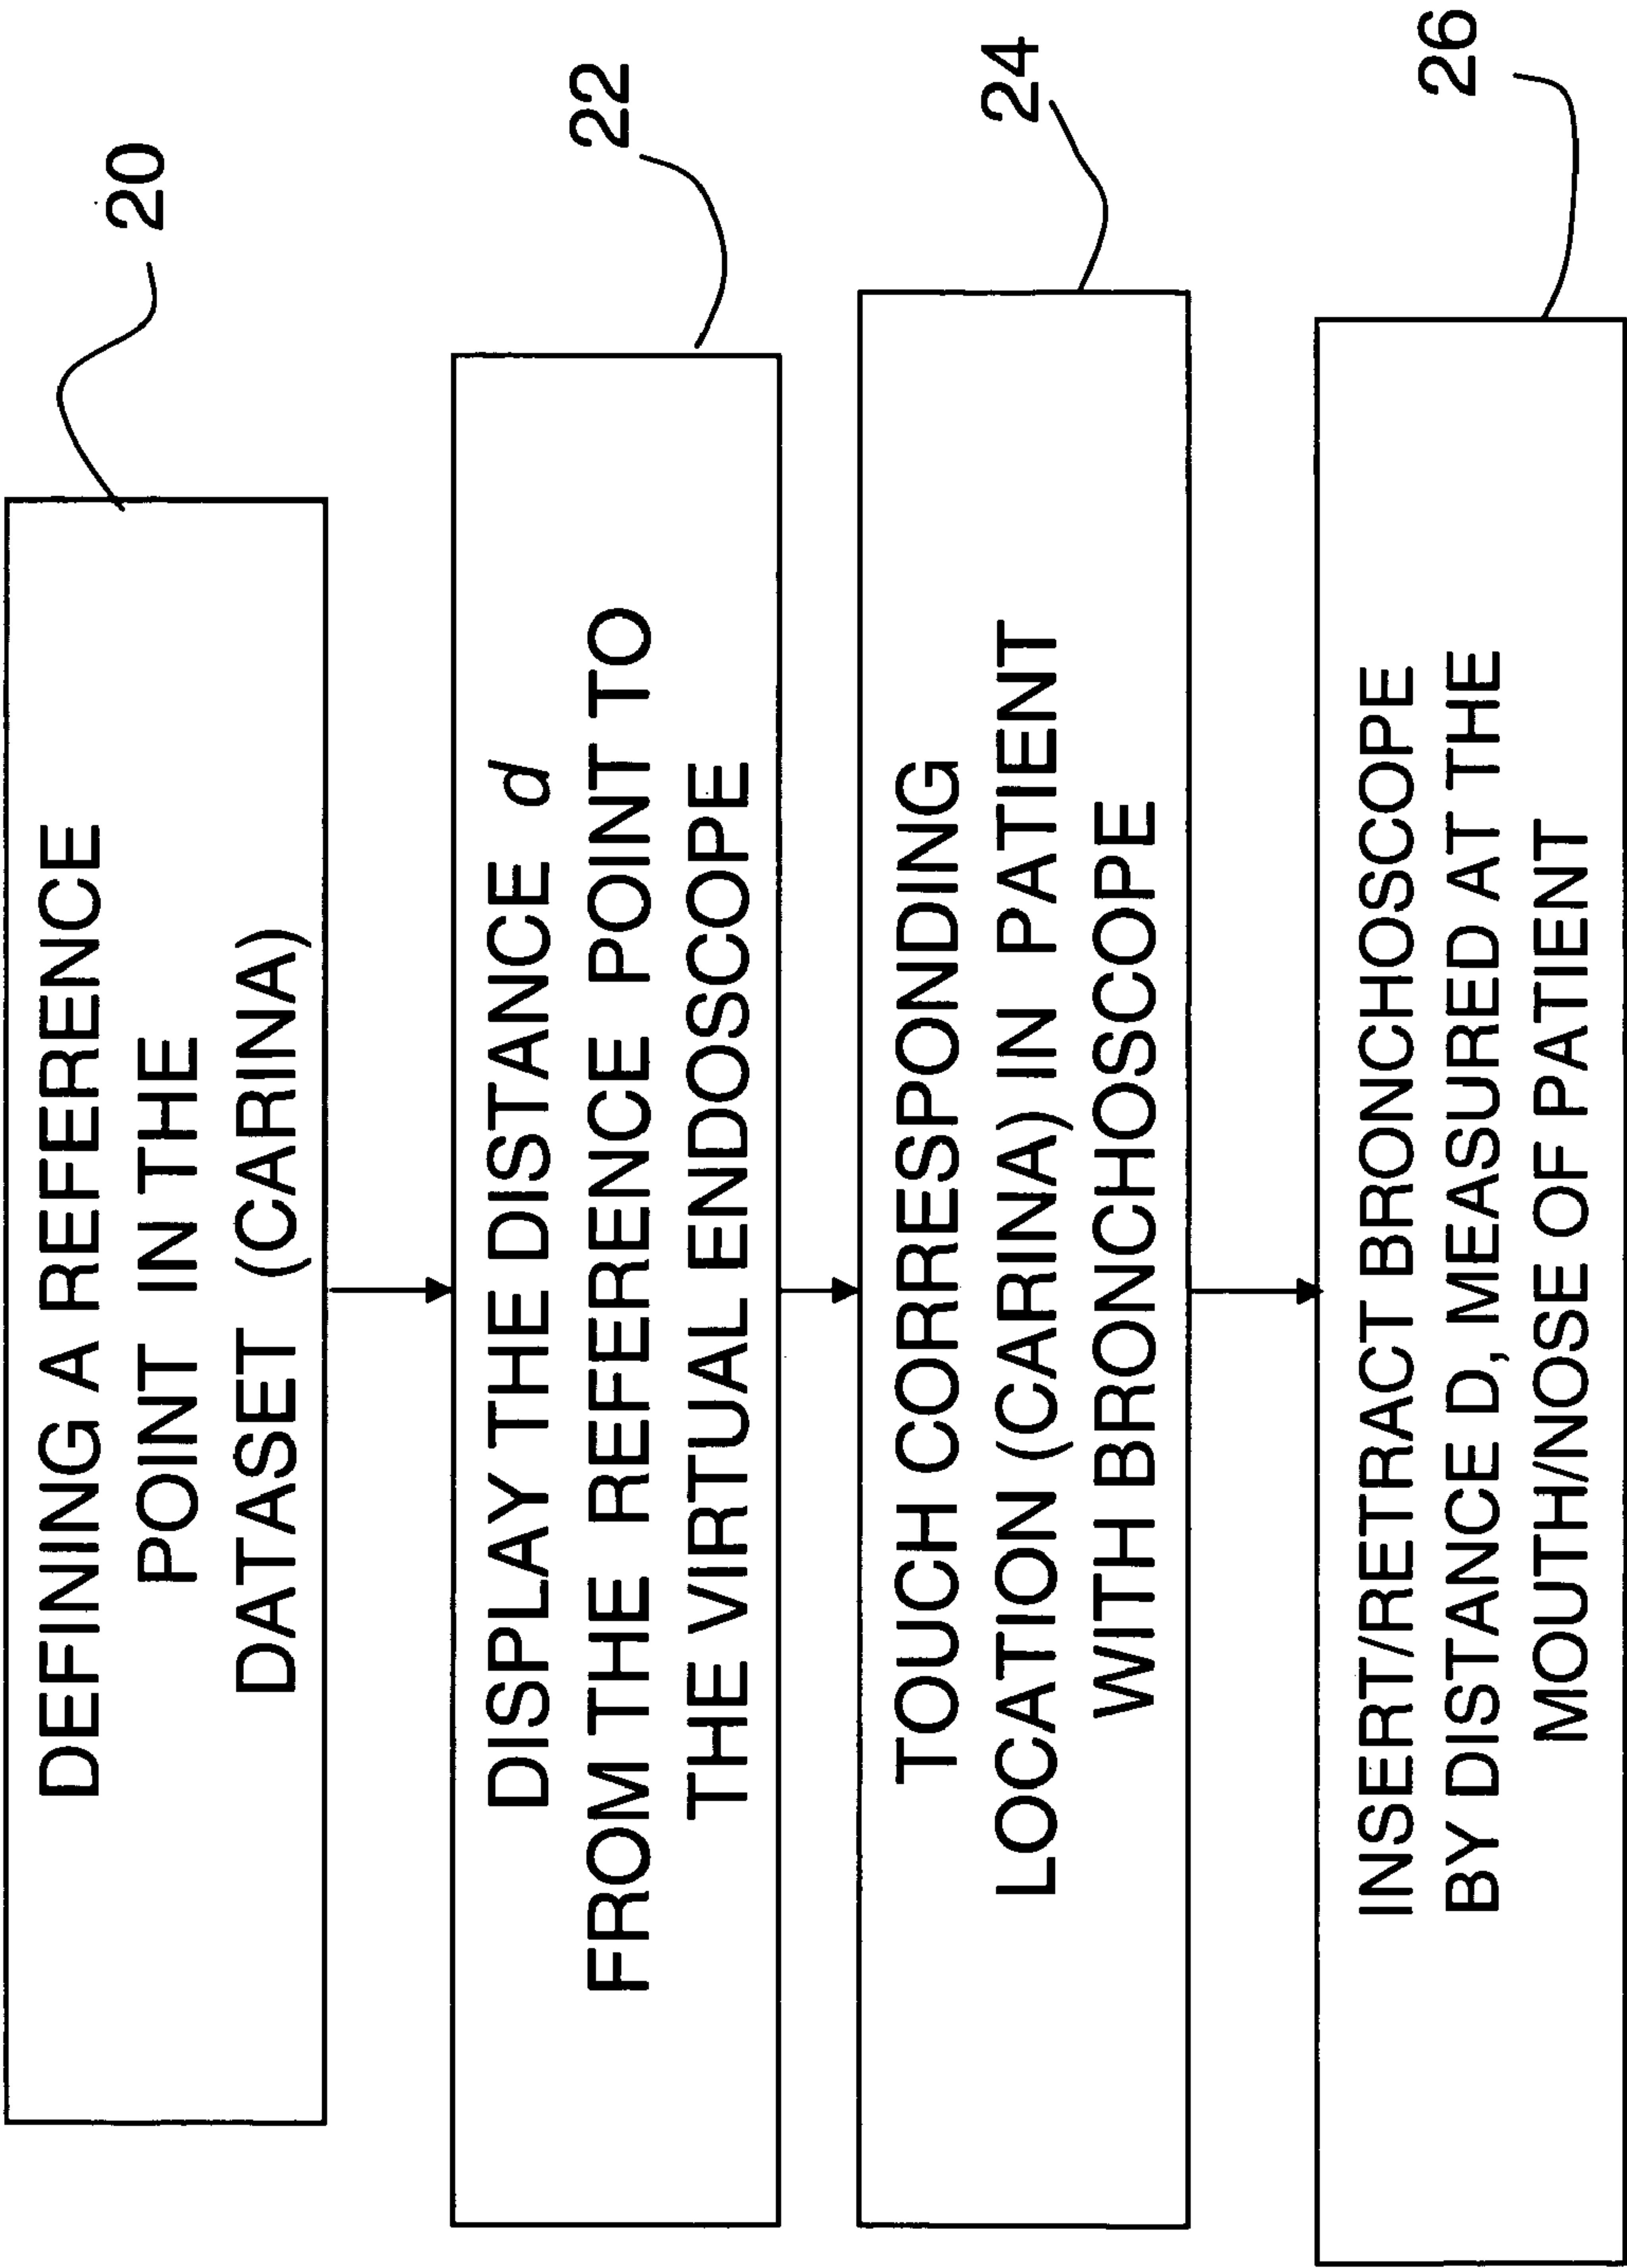 DEFINING A REFERENCE
POINT IN THE
DATASET (CARINA)
20
DISPLAY THE DISTANCE d
FROM THE REFERENCE POINT TO
THE VIRTUAL ENDOSCOPE
22
TOUCH CORRESPONDING
LOCATION (CARINA) IN PATIENT
WITH BRONCHOSCOPE
24
INSERT/RETRACT BRONCHOSCOPE
BY DISTANCE D, MEASURED AT THE
MOUTH/NOSE OF PATIENT
26